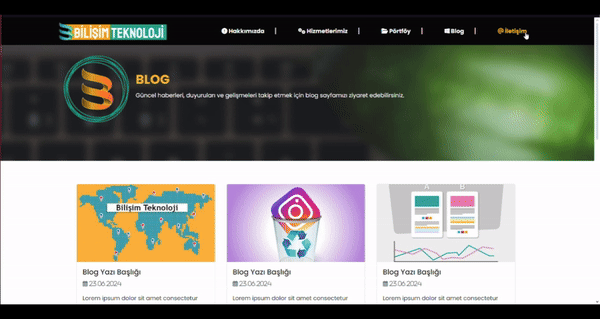 BİLİŞİM TEKNOLOJİ
Hakkımızda | Hizmetlerimiz | Pörtföy | Blog | İletişim
BLOG
Güncel haberleri, duyuruları ve gelişmeleri takip etmek için blog sayfamızı ziyaret edebilirsiniz.
Bilişim Teknoloji
A B
Blog Yazı Başlığı
23.06.2024
Lorem ipsum dolor sit amet consectetur
Blog Yazı Başlığı
23.06.2024
Lorem ipsum dolor sit amet consectetur
Blog Yazı Başlığı
23.06.2024
Lorem ipsum dolor sit amet consectetur